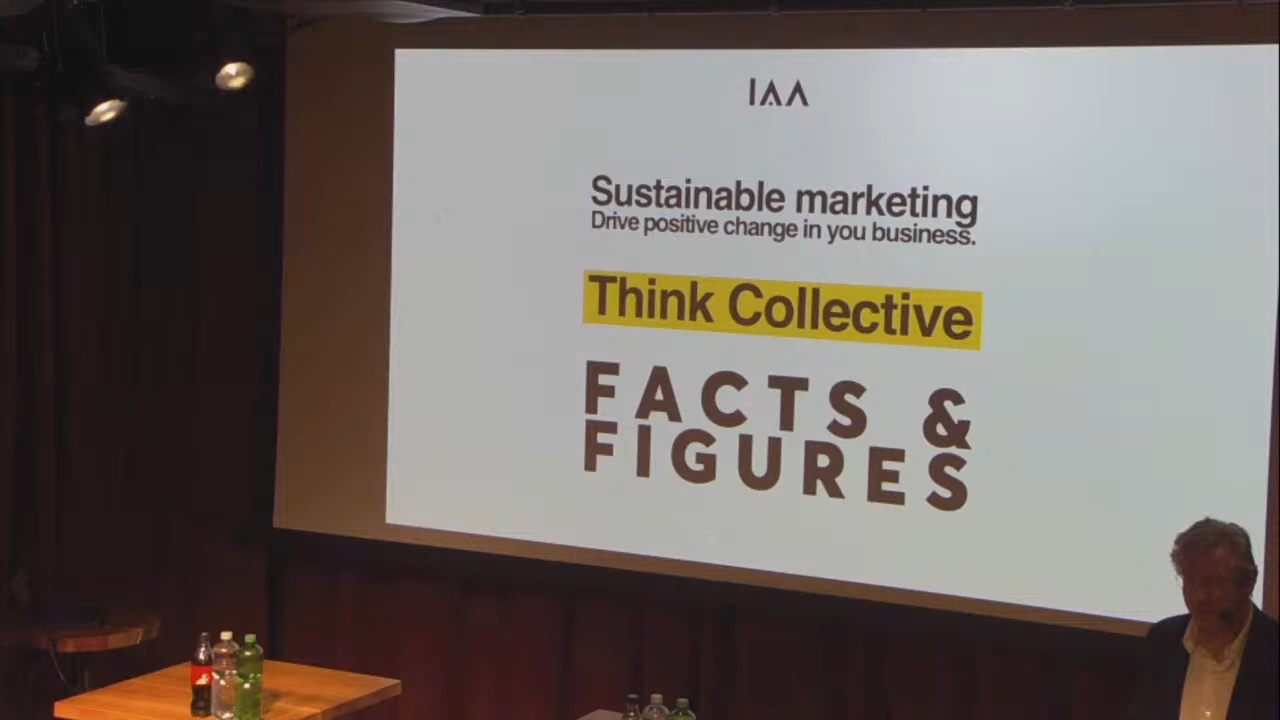 IAA
Sustainable marketing
Drive positive change in you business.
Think Collective
FACTS &
FIGURES